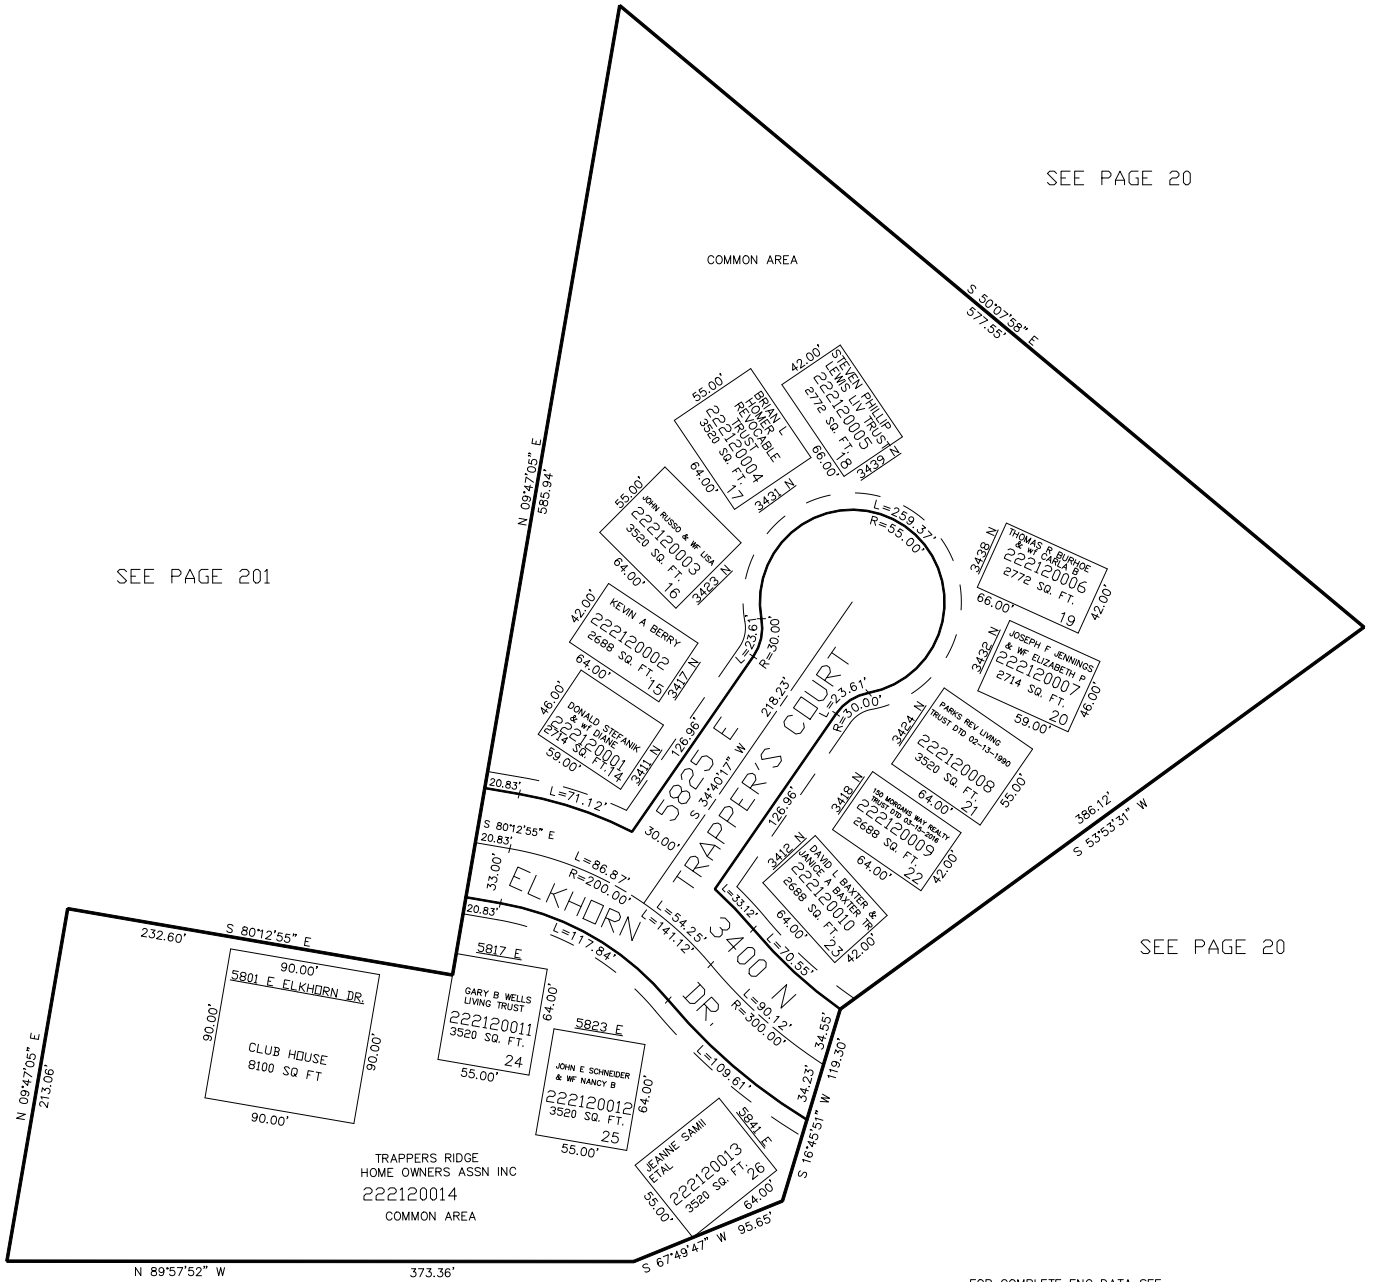 SEE PAGE 20
COMMON AREA
S 50°07'58" E
577.55'
N 09°47'05" E
585.94'
SEE PAGE 201
42.00'
STEVEN PHILLIP
LEWIS LIV TRUST
222120005
2772 SQ. FT.
18
66.00'
3439 N
55.00'
BRIAN L
HOMER
REVOCABLE
TRUST
222120004
3520 SQ. FT.
17
64.00'
3431 N
55.00'
JOHN RUSSO & WF LISA
222120003
3520 SQ. FT.
16
64.00'
3423 N
42.00'
KEVIN A BERRY
222120002
2688 SQ. FT.
15
64.00'
3417 N
46.00'
DONALD STEFANIK
& wf DIANE
222120001
2714 SQ. FT.
14
59.00'
3411 N
L=259.37'
R=55.00'
L=23.61'
R=30.00'
L=23.61'
R=30.00'
218.23'
S 34°40'17" W
126.96'
126.96'
5825 E
TRAPPER'S COURT
30.00'
3438 N
THOMAS R BURHOE
& wf CARLA B
222120006
2772 SQ. FT.
19
66.00'
42.00'
3432 N
JOSEPH F JENNINGS
& WF ELIZABETH P
222120007
2714 SQ. FT.
20
59.00'
46.00'
3424 N
PARKS REV LIVING
TRUST DTD 02-13-1990
222120008
3520 SQ. FT.
21
64.00'
55.00'
3418 N
150 MORGANS WAY REALTY
TRUST DTD 03-15-2016
222120009
2688 SQ. FT.
22
64.00'
42.00'
3412 N
DAVID L BAXTER &
JANICE A BAXTER TR
222120010
2688 SQ. FT.
23
64.00'
42.00'
386.12'
S 53°53'31" W
SEE PAGE 20
20.83'
L=71.12'
S 80°12'55" E
20.83'
L=86.87'
R=200.00'
33.00'
20.83'
ELKHORN
3400 N
DR.
L=117.84'
L=54.25'
L=141.12'
L=33.12'
L=70.55'
L=90.12'
R=300.00'
L=109.61'
34.55'
34.23'
119.30'
S 16°45'51" W
S 80°12'55" E
232.60'
90.00'
5801 E ELKHORN DR.
90.00'
90.00'
CLUB HOUSE
8100 SQ FT
90.00'
N 09°47'05" E
213.06'
5817 E
GARY B WELLS
LIVING TRUST
222120011
3520 SQ. FT.
24
64.00'
55.00'
5823 E
JOHN E SCHNEIDER
& WF NANCY B
222120012
3520 SQ. FT.
25
64.00'
55.00'
5841 E
JEANNE SAMII
ETAL
222120013
3520 SQ. FT.
26
55.00'
64.00'
TRAPPERS RIDGE
HOME OWNERS ASSN INC
222120014
COMMON AREA
S 67°49'47" W
95.65'
N 89°57'52" W
373.36'
FOR COMPLETE ENG DATA SEE